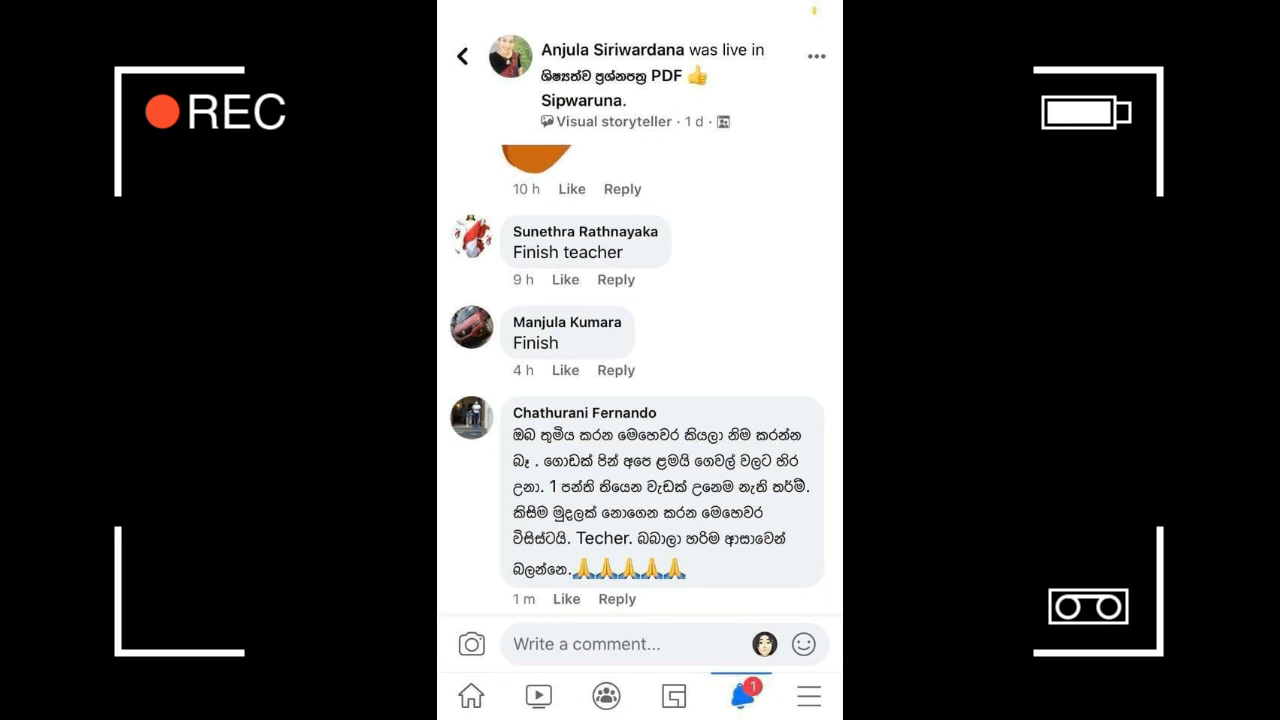 REC
Anjula Siriwardana was live in
ශිෂ්‍යත්ව ප්‍රශ්නපත්‍ර PDF 👍
Sipwaruna.
Visual storyteller · 1 d ·
10 h Like Reply
Sunethra Rathnayaka
Finish teacher
9 h Like Reply
Manjula Kumara
Finish
4 h Like Reply
Chathurani Fernando
ඔබ තුමිය කරන මෙහෙවර කියලා නිම කරන්න
බෑ . ගොඩක් පින් අපෙ ළමයි ගෙවල් වලට හිර
උනා. 1 පන්ති තියෙන වැඩක් උනෙම නැති තර්ම්.
කිසිම මුදලක් නොගෙන කරන මෙහෙවර
විසිස්ටයි. Techer. බබාලා හරිම ආසාවෙන්
බලන්නෙ.🙏🙏🙏🙏🙏
1 m Like Reply
Write a comment...
1